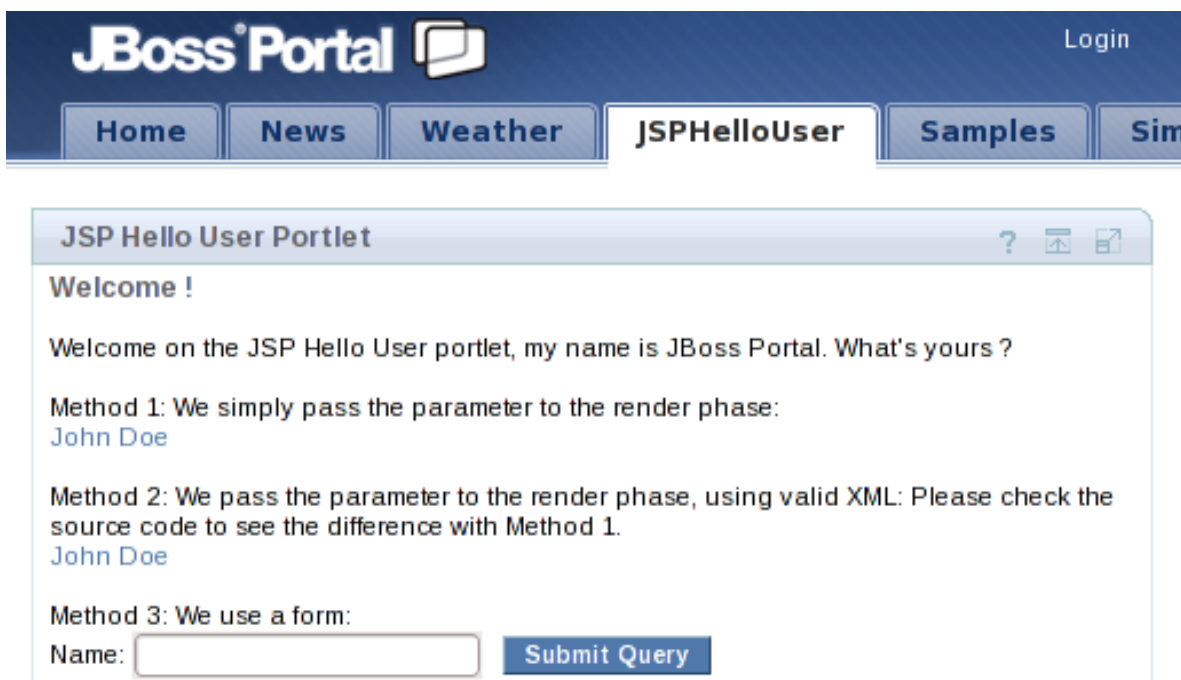 JBoss® Portal
Login
Home News Weather JSPHelloUser Samples Sim
JSP Hello User Portlet
?
Welcome !
Welcome on the JSP Hello User portlet, my name is JBoss Portal. What's yours ?
Method 1: We simply pass the parameter to the render phase:
John Doe
Method 2: We pass the parameter to the render phase, using valid XML: Please check the
source code to see the difference with Method 1.
John Doe
Method 3: We use a form:
Name: Submit Query